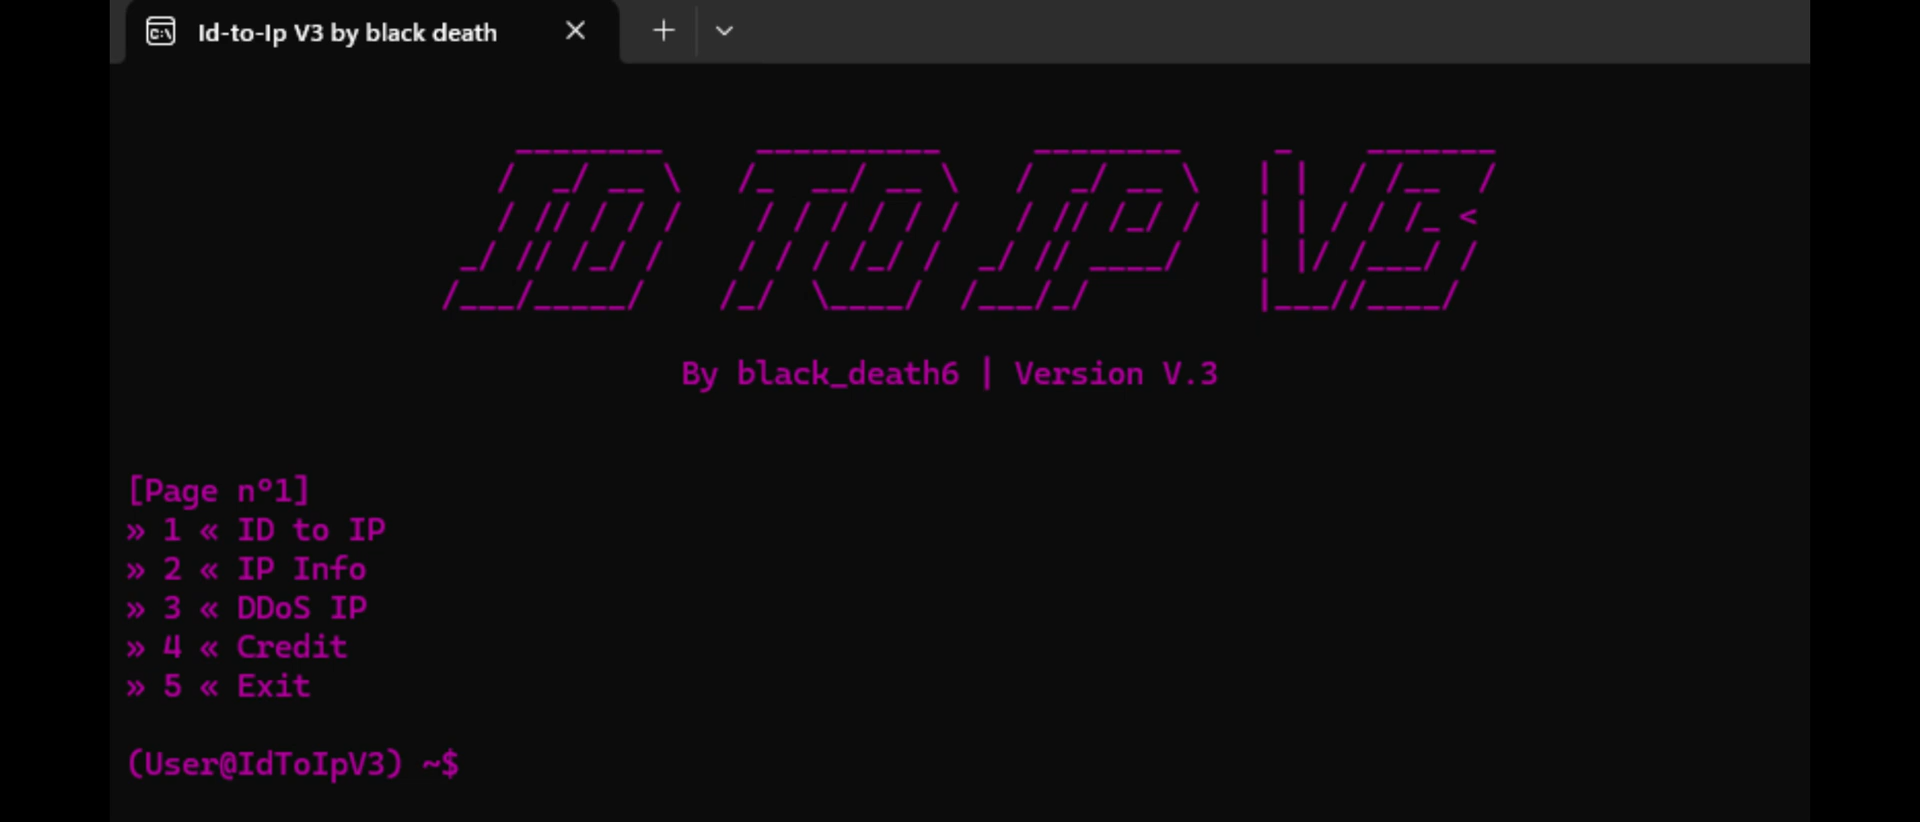 Id-to-Ip V3 by black death
ID TO IP V3
By black_death6 | Version V.3
[Page n°1]
» 1 « ID to IP
» 2 « IP Info
» 3 « DDoS IP
» 4 « Credit
» 5 « Exit
(User@IdToIpV3) ~$